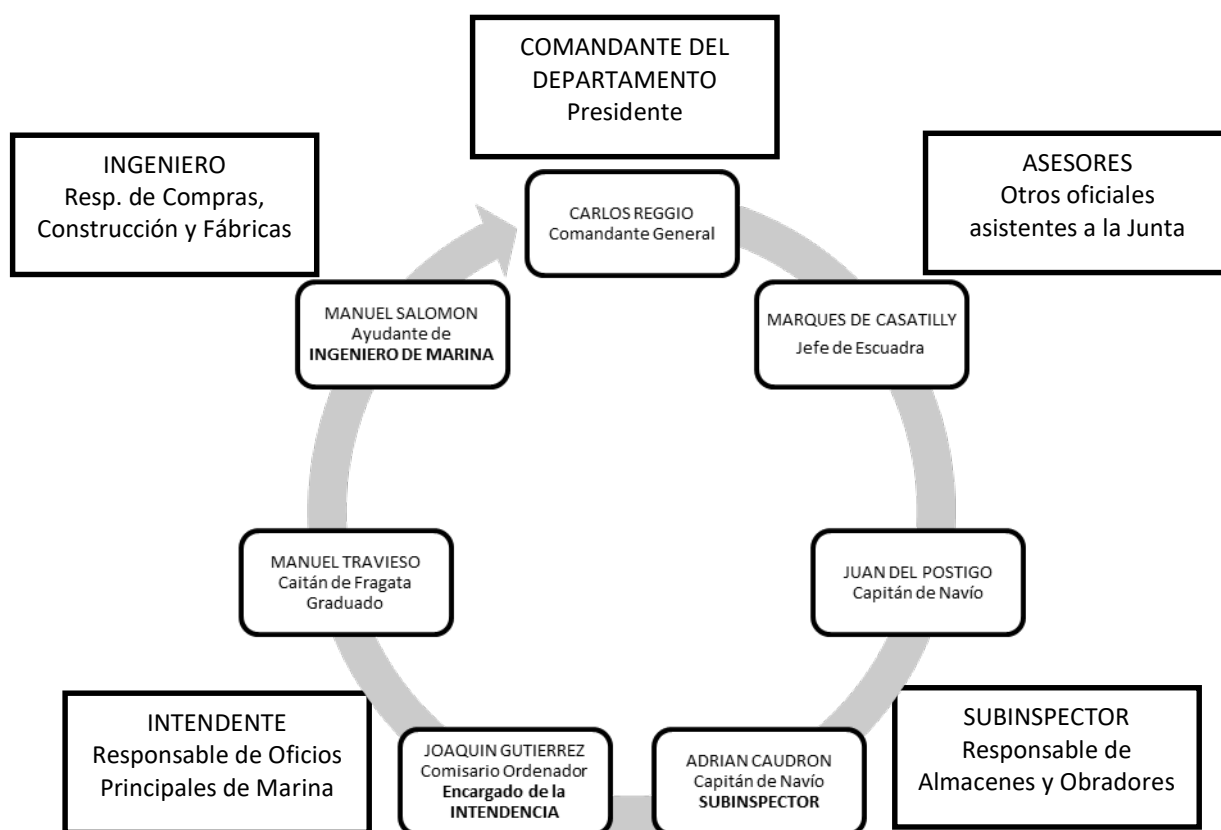 COMANDANTE DEL
DEPARTAMENTO
Presidente
INGENIERO
Resp. de Compras,
Construcción y Fábricas
ASESORES
Otros oficiales
asistentes a la Junta
CARLOS REGGIO
Comandante General
MANUEL SALOMON
Ayudante de
INGENIERO DE MARINA
MARQUES DE CASATILLY
Jefe de Escuadra
MANUEL TRAVIESO
Caitán de Fragata
Graduado
JUAN DEL POSTIGO
Capitán de Navío
INTENDENTE
Responsable de Oficios
Principales de Marina
JOAQUIN GUTIERREZ
Comisario Ordenador
Encargado de la
INTENDENCIA
ADRIAN CAUDRON
Capitán de Navío
SUBINSPECTOR
SUBINSPECTOR
Responsable de
Almacenes y Obradores